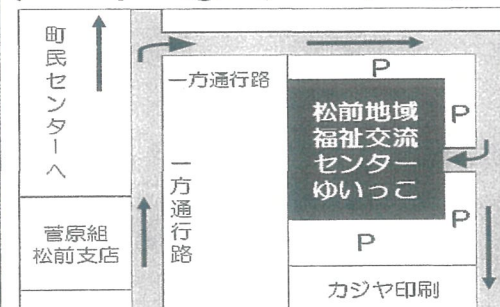 町民センターへ
一方通行路
P
松前地域
福祉交流
センター
ゆいっこ
P
一方通行路
菅原組
松前支店
P
P
カジヤ印刷